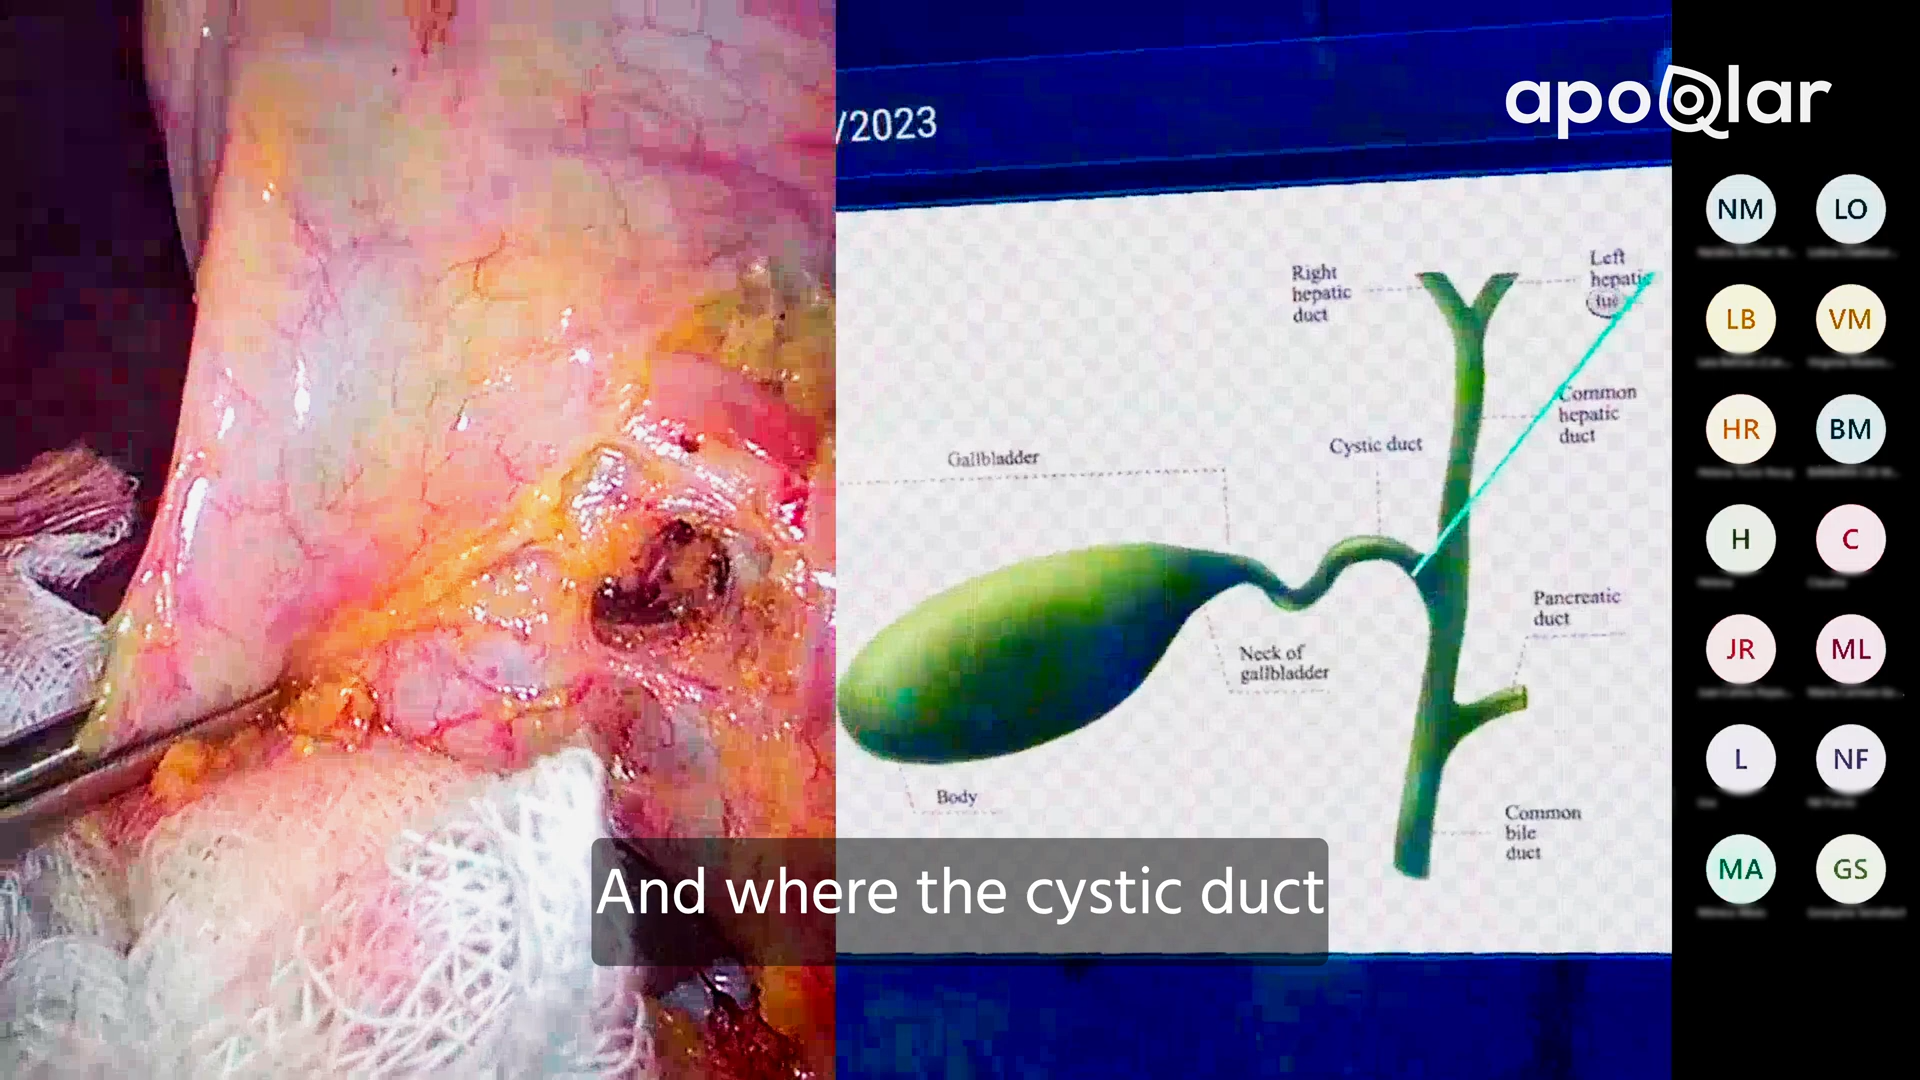 /2023
apoQlar
Right
hepatic
duct
Left
hepatic
Common
hepatic
duct
Cystic duct
Gallbladder
Pancreatic
duct
Neck of
gallbladder
Body
Common
bile
duct
And where the cystic duct
NM
LO
LB
VM
HR
BM
H
C
JR
ML
L
NF
MA
GS